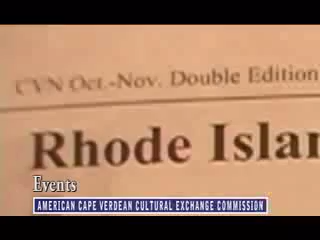 CVN Oct.-Nov. Double Edition
Rhode Islan
Events
AMERICAN CAPE VERDEAN CULTURAL EXCHANGE COMMISSION